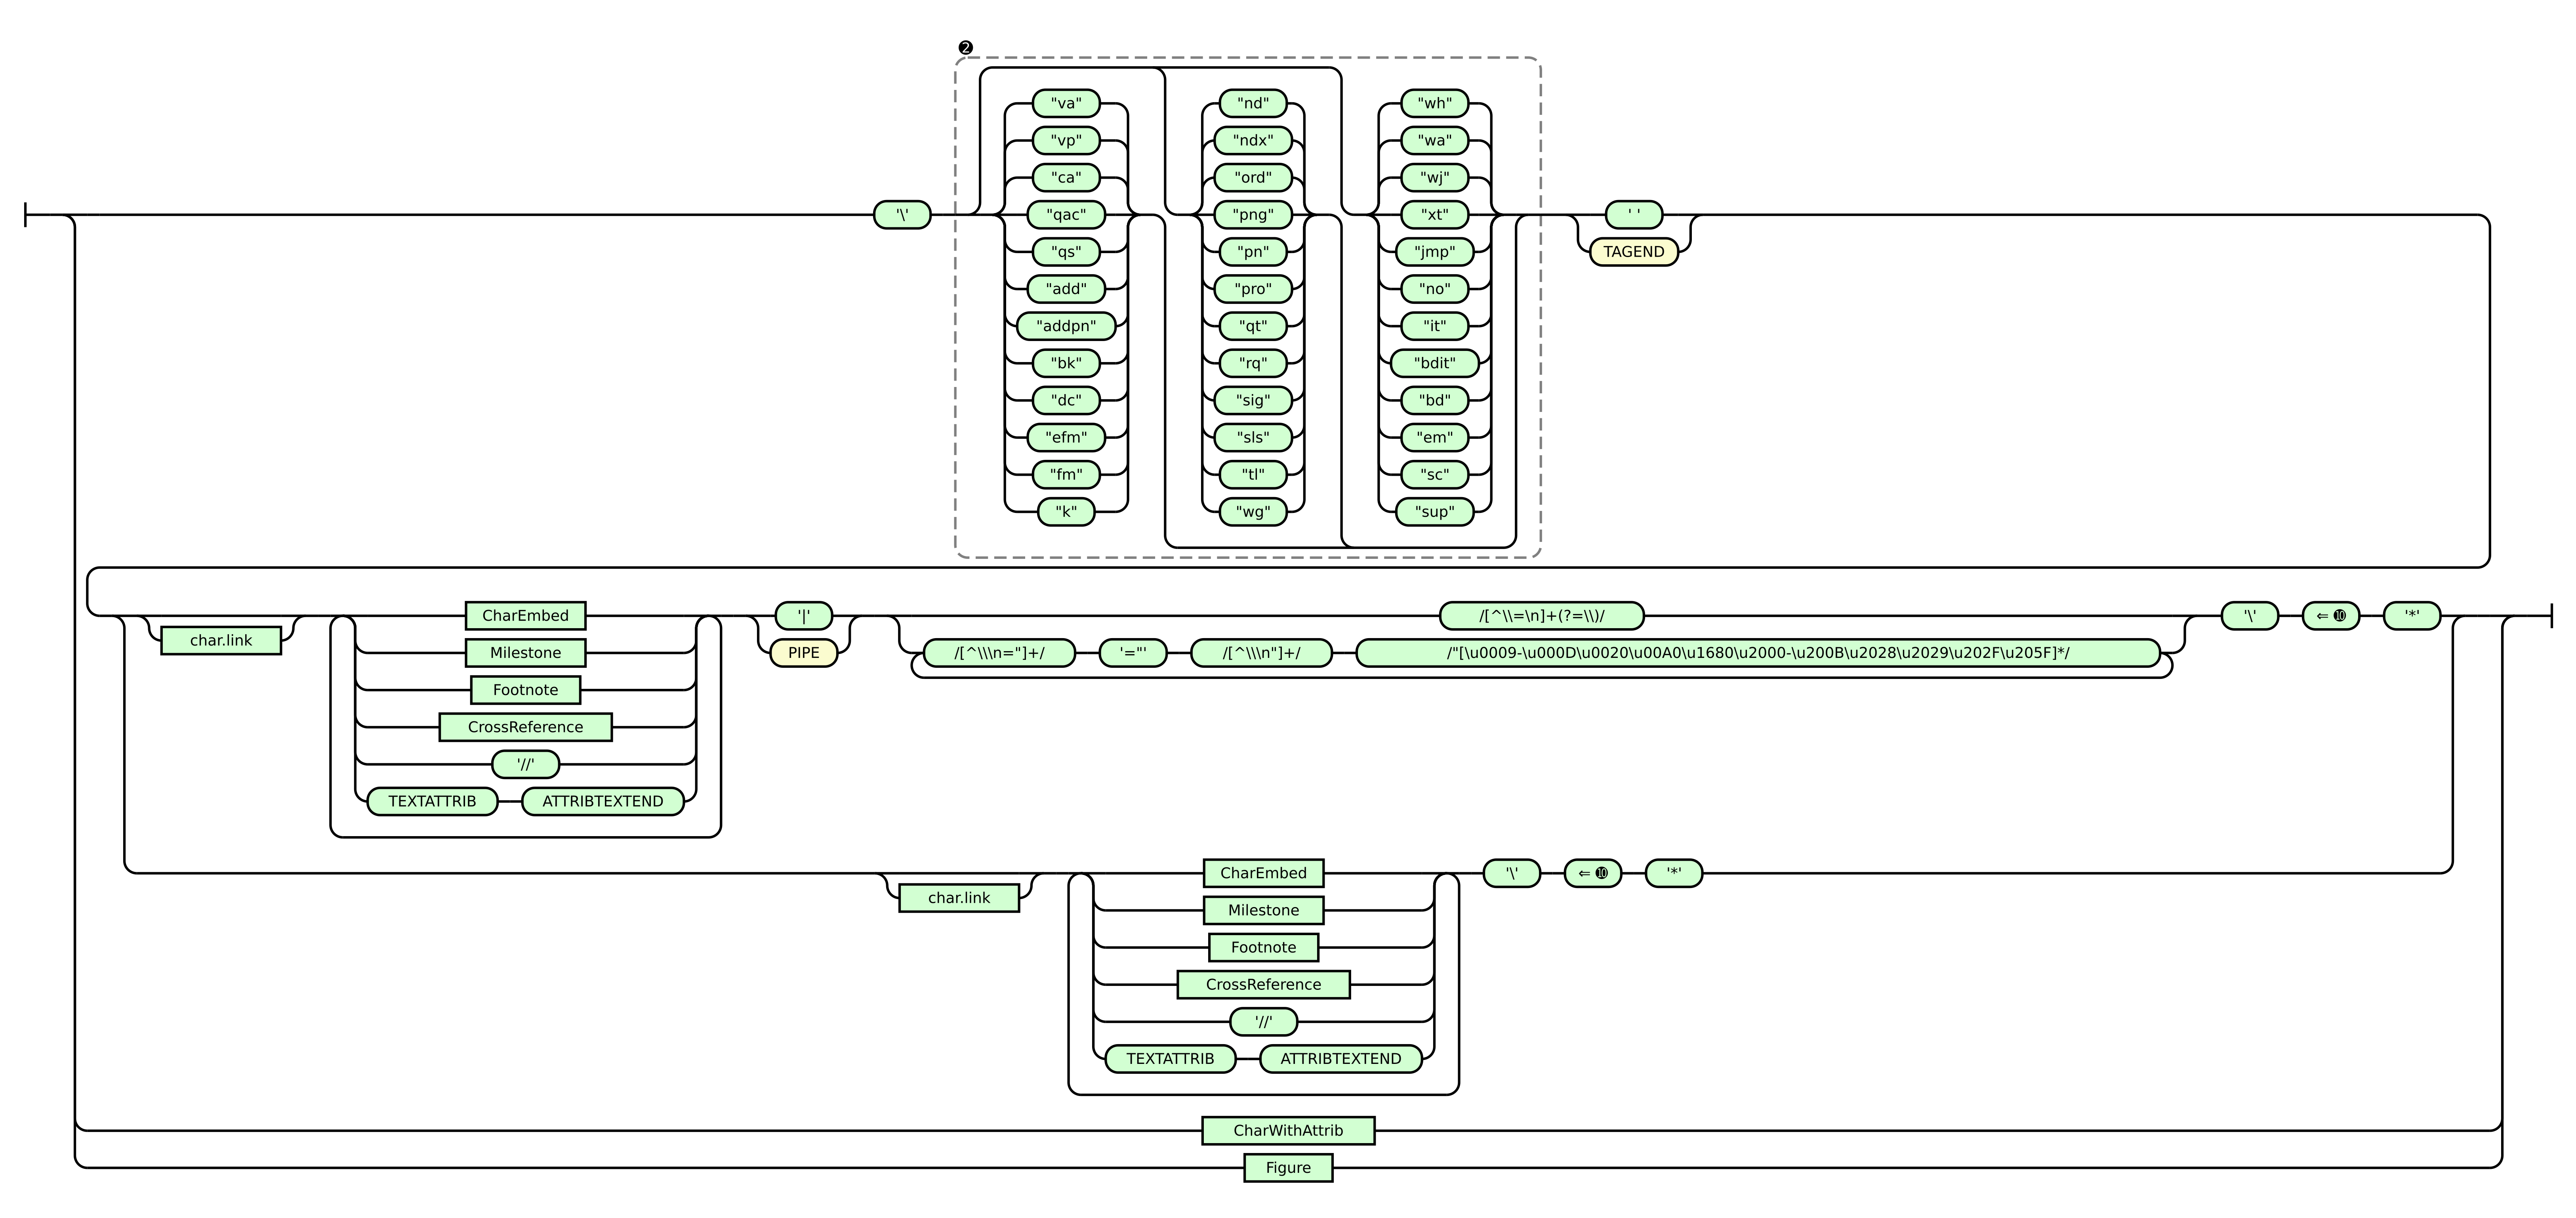 ❷
"va" "nd" "wh"
"vp" "ndx" "wa"
"ca" "ord" "wj"
'\' "qac" "png" "xt" ' '
"qs" "pn" "jmp" TAGEND
"add" "pro" "no"
"addpn" "qt" "it"
"bk" "rq" "bdit"
"dc" "sig" "bd"
"efm" "sls" "em"
"fm" "tl" "sc"
"k" "wg" "sup"
CharEmbed '|' /[^\\=\n]+(?=\\)/ '\' ⇐ ❿ '*'
char.link
Milestone PIPE /[^\\\n="]+/ '="' /[^\\\n"]+/ /"[\u0009-\u000D\u0020\u00A0\u1680\u2000-\u200B\u2028\u2029\u202F\u205F]*/
Footnote
CrossReference
'//'
TEXTATTRIB ATTRIBTEXTEND
CharEmbed '\' ⇐ ❿ '*'
char.link
Milestone
Footnote
CrossReference
'//'
TEXTATTRIB ATTRIBTEXTEND
CharWithAttrib
Figure